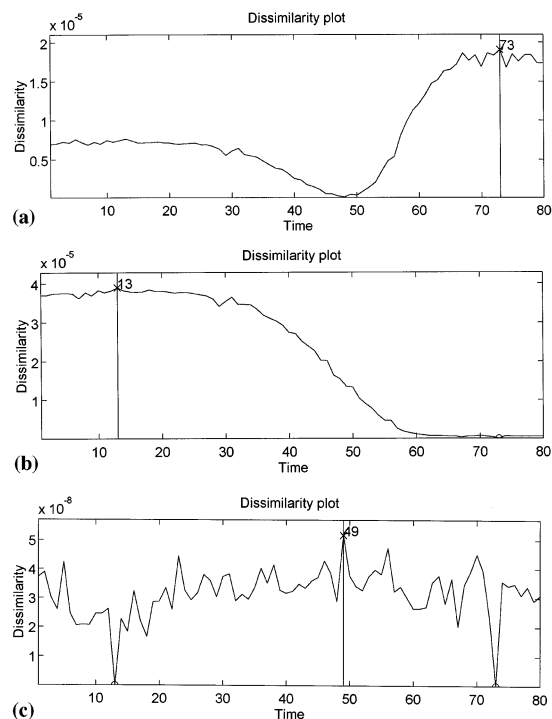 Dissimilarity plot
x 10^-5
2
1.5
1
0.5
Dissimilarity
73
10 20 30 40 50 60 70 80
Time
(a)
Dissimilarity plot
x 10^-5
4
3
2
1
Dissimilarity
13
10 20 30 40 50 60 70 80
Time
(b)
Dissimilarity plot
x 10^-8
5
4
3
2
1
Dissimilarity
49
10 20 30 40 50 60 70 80
Time
(c)